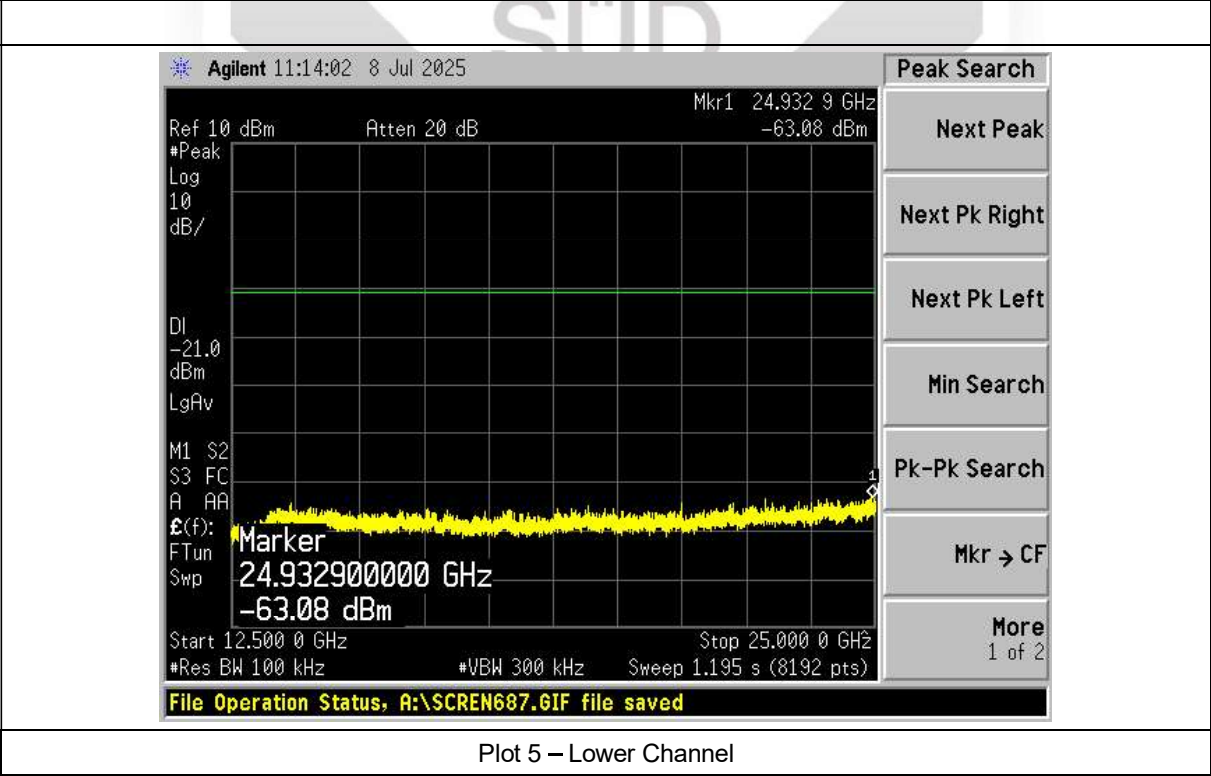 SÜD
Agilent 11:14:02 8 Jul 2025
Peak Search
Mkr1 24.932 9 GHz
Ref 10 dBm Atten 20 dB -63.08 dBm
#Peak
Log
10
dB/
DI
-21.0
dBm
LgAv
M1 S2
S3 FC
A AA
£(f):
FTun
Swp
1
Marker
24.932900000 GHz
-63.08 dBm
Start 12.500 0 GHz Stop 25.000 0 GHz
#Res BW 100 kHz #VBW 300 kHz Sweep 1.195 s (8192 pts)
Next Peak
Next Pk Right
Next Pk Left
Min Search
Pk-Pk Search
Mkr → CF
More
1 of 2
File Operation Status, A:\SCREN687.GIF file saved
Plot 5 – Lower Channel